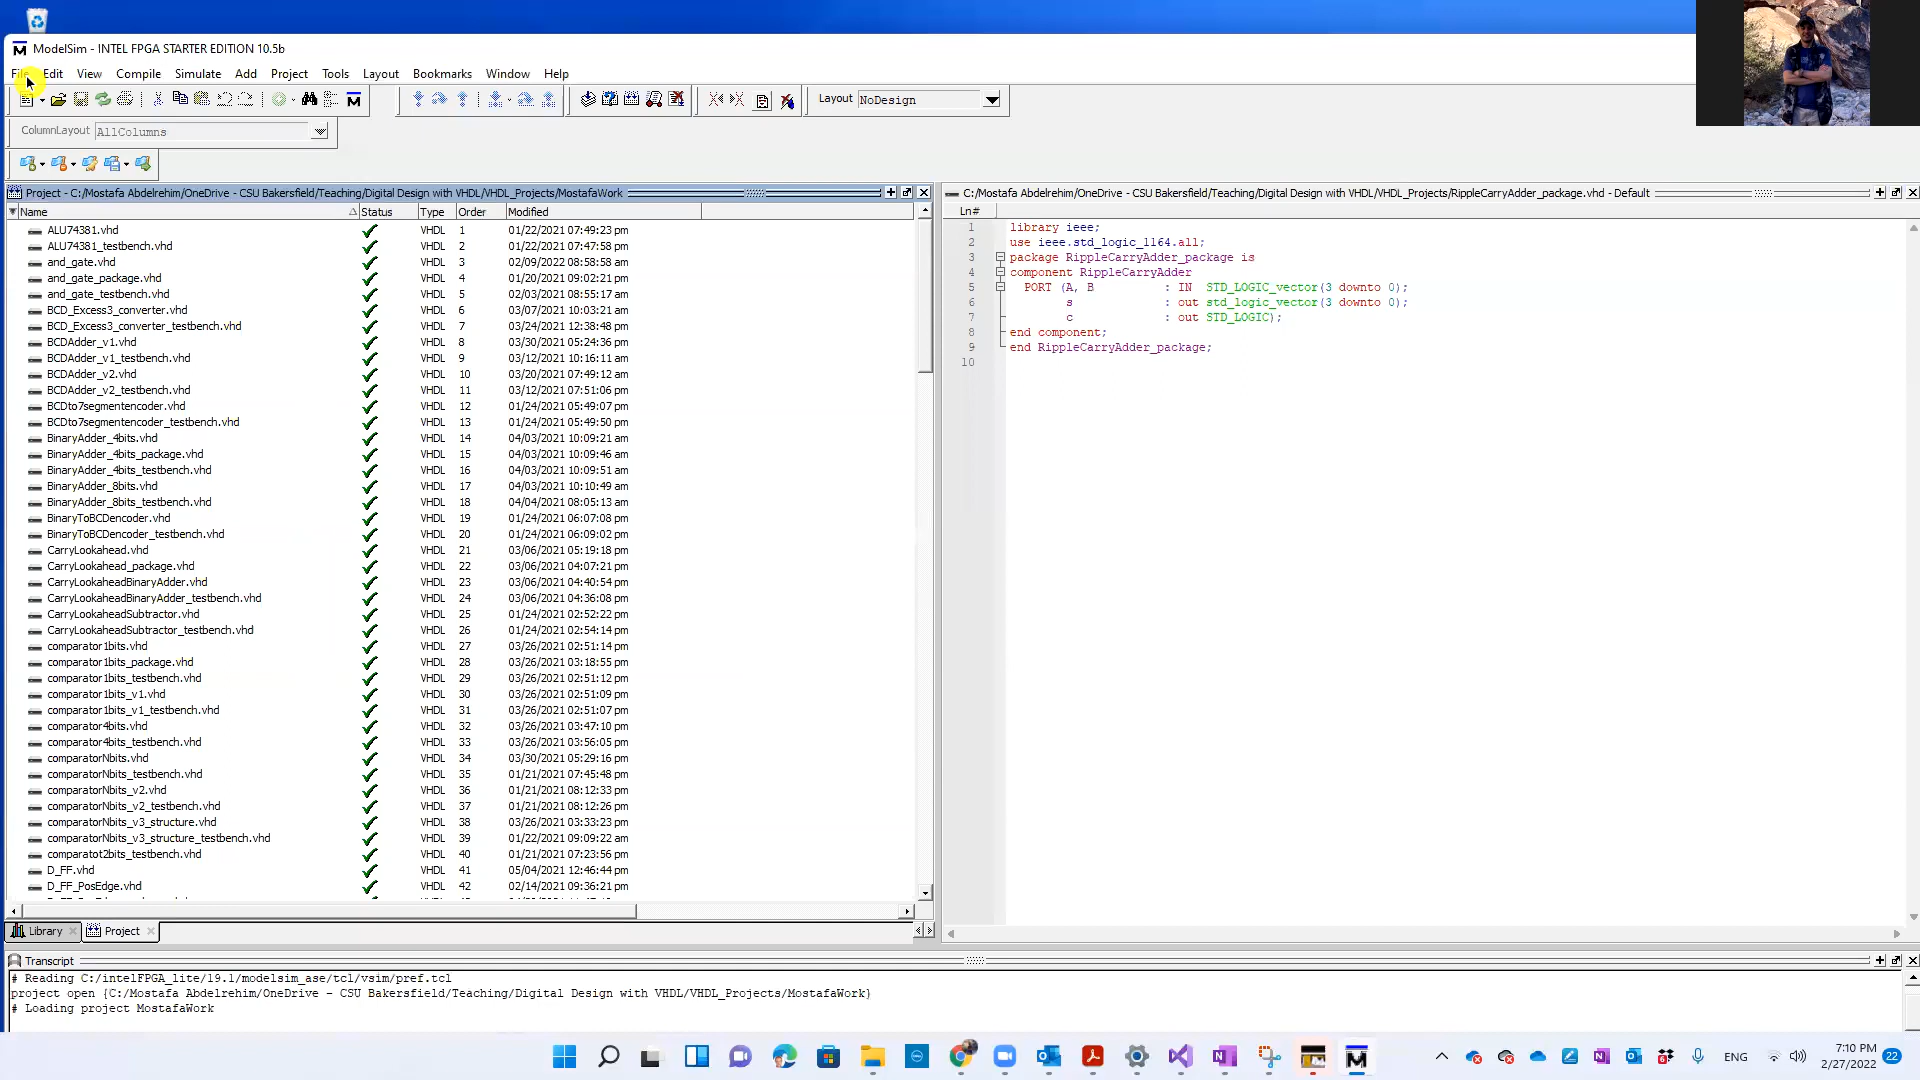 ModelSim - INTEL FPGA STARTER EDITION 10.5b
File Edit View Compile Simulate Add Project Tools Layout Bookmarks Window Help
Layout NoDesign
ColumnLayout AllColumns
Project - C:/Mostafa Abdelrehim/OneDrive - CSU Bakersfield/Teaching/Digital Design with VHDL/VHDL_Projects/MostafaWork
Name Status Type Order Modified
ALU74381.vhd VHDL 1 01/22/2021 07:49:23 pm
ALU74381_testbench.vhd VHDL 2 01/22/2021 07:47:58 pm
and_gate.vhd VHDL 3 02/09/2022 08:58:58 am
and_gate_package.vhd VHDL 4 01/20/2021 09:02:21 pm
and_gate_testbench.vhd VHDL 5 02/03/2021 08:55:17 am
BCD_Excess3_converter.vhd VHDL 6 03/07/2021 10:03:21 am
BCD_Excess3_converter_testbench.vhd VHDL 7 03/24/2021 12:38:48 pm
BCDAdder_v1.vhd VHDL 8 03/30/2021 05:24:36 pm
BCDAdder_v1_testbench.vhd VHDL 9 03/12/2021 10:16:11 am
BCDAdder_v2.vhd VHDL 10 03/20/2021 07:49:12 am
BCDAdder_v2_testbench.vhd VHDL 11 03/12/2021 07:51:06 pm
BCDto7segmentencoder.vhd VHDL 12 01/24/2021 05:49:07 pm
BCDto7segmentencoder_testbench.vhd VHDL 13 01/24/2021 05:49:50 pm
BinaryAdder_4bits.vhd VHDL 14 04/03/2021 10:09:21 am
BinaryAdder_4bits_package.vhd VHDL 15 04/03/2021 10:09:46 am
BinaryAdder_4bits_testbench.vhd VHDL 16 04/03/2021 10:09:51 am
BinaryAdder_8bits.vhd VHDL 17 04/03/2021 10:10:49 am
BinaryAdder_8bits_testbench.vhd VHDL 18 04/04/2021 08:05:13 am
BinaryToBCDencoder.vhd VHDL 19 01/24/2021 06:07:08 pm
BinaryToBCDencoder_testbench.vhd VHDL 20 01/24/2021 06:09:02 pm
CarryLookahead.vhd VHDL 21 03/06/2021 05:19:18 pm
CarryLookahead_package.vhd VHDL 22 03/06/2021 04:07:21 pm
CarryLookaheadBinaryAdder.vhd VHDL 23 03/06/2021 04:40:54 pm
CarryLookaheadBinaryAdder_testbench.vhd VHDL 24 03/06/2021 04:36:08 pm
CarryLookaheadSubtractor.vhd VHDL 25 01/24/2021 02:52:22 pm
CarryLookaheadSubtractor_testbench.vhd VHDL 26 01/24/2021 02:54:14 pm
comparator1bits.vhd VHDL 27 03/26/2021 02:51:14 pm
comparator1bits_package.vhd VHDL 28 03/26/2021 03:18:55 pm
comparator1bits_testbench.vhd VHDL 29 03/26/2021 02:51:12 pm
comparator1bits_v1.vhd VHDL 30 03/26/2021 02:51:09 pm
comparator1bits_v1_testbench.vhd VHDL 31 03/26/2021 02:51:07 pm
comparator4bits.vhd VHDL 32 03/26/2021 03:47:10 pm
comparator4bits_testbench.vhd VHDL 33 03/26/2021 03:56:05 pm
comparatorNbits.vhd VHDL 34 03/30/2021 05:29:16 pm
comparatorNbits_testbench.vhd VHDL 35 01/21/2021 07:45:48 pm
comparatorNbits_v2.vhd VHDL 36 01/21/2021 08:12:33 pm
comparatorNbits_v2_testbench.vhd VHDL 37 01/21/2021 08:12:26 pm
comparatorNbits_v3_structure.vhd VHDL 38 03/26/2021 03:33:23 pm
comparatorNbits_v3_structure_testbench.vhd VHDL 39 01/22/2021 09:09:22 am
comparatot2bits_testbench.vhd VHDL 40 01/21/2021 07:23:56 pm
D_FF.vhd VHDL 41 05/04/2021 12:46:44 pm
D_FF_PosEdge.vhd VHDL 42 02/14/2021 09:36:21 pm
Library Project
C:/Mostafa Abdelrehim/OneDrive - CSU Bakersfield/Teaching/Digital Design with VHDL/VHDL_Projects/RippleCarryAdder_package.vhd - Default
Ln#
1 library ieee;
2 use ieee.std_logic_1164.all;
3 package RippleCarryAdder_package is
4 component RippleCarryAdder
5 PORT (A, B : IN STD_LOGIC_vector(3 downto 0);
6 s : out std_logic_vector(3 downto 0);
7 c : out STD_LOGIC);
8 end component;
9 end RippleCarryAdder_package;
10
Transcript
# Reading C:/intelFPGA_lite/19.1/modelsim_ase/tcl/vsim/pref.tcl
project open {C:/Mostafa Abdelrehim/OneDrive - CSU Bakersfield/Teaching/Digital Design with VHDL/VHDL_Projects/MostafaWork}
# Loading project MostafaWork
ENG
7:10 PM
2/27/2022
22